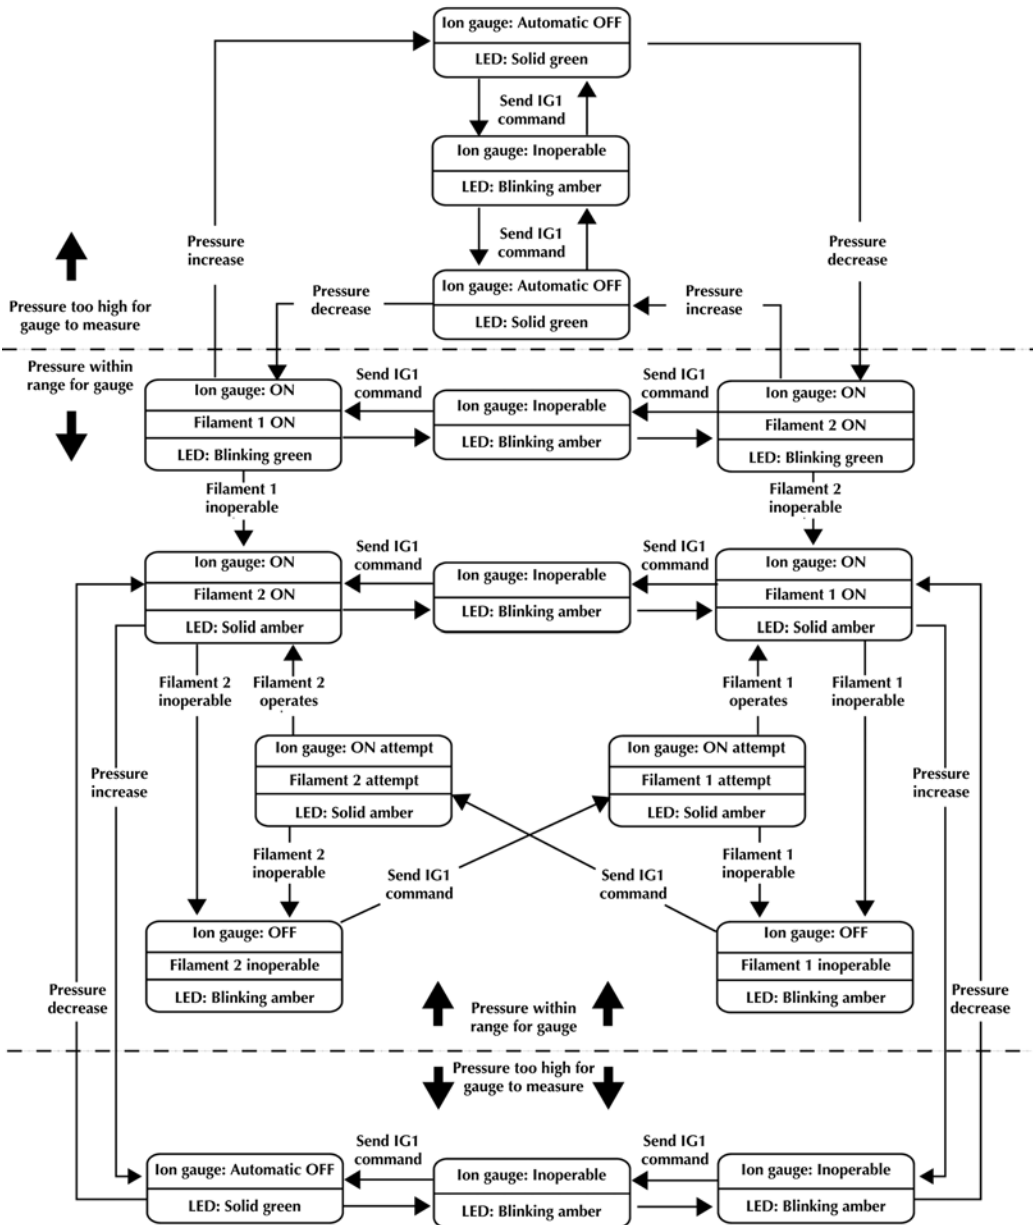 Ion gauge: Automatic OFF
LED: Solid green
Send IG1
command
Ion gauge: Inoperable
LED: Blinking amber
Pressure
increase
Send IG1
command
Pressure
decrease
Pressure too high for
gauge to measure
Pressure
decrease
Ion gauge: Automatic OFF
LED: Solid green
Pressure
increase
Pressure within
range for gauge
Ion gauge: ON
Filament 1 ON
LED: Blinking green
Send IG1
command
Ion gauge: Inoperable
LED: Blinking amber
Send IG1
command
Ion gauge: ON
Filament 2 ON
LED: Blinking green
Filament 1
inoperable
Filament 2
inoperable
Ion gauge: ON
Filament 2 ON
LED: Solid amber
Send IG1
command
Ion gauge: Inoperable
LED: Blinking amber
Send IG1
command
Ion gauge: ON
Filament 1 ON
LED: Solid amber
Filament 2
inoperable
Filament 2
operates
Filament 1
operates
Filament 1
inoperable
Pressure
increase
Ion gauge: ON attempt
Filament 2 attempt
LED: Solid amber
Ion gauge: ON attempt
Filament 1 attempt
LED: Solid amber
Pressure
increase
Filament 2
inoperable
Send IG1
command
Send IG1
command
Filament 1
inoperable
Ion gauge: OFF
Filament 2 inoperable
LED: Blinking amber
Ion gauge: OFF
Filament 1 inoperable
LED: Blinking amber
Pressure
decrease
Pressure within
range for gauge
Pressure
decrease
Pressure too high for
gauge to measure
Ion gauge: Automatic OFF
LED: Solid green
Send IG1
command
Ion gauge: Inoperable
LED: Blinking amber
Send IG1
command
Ion gauge: Inoperable
LED: Blinking amber